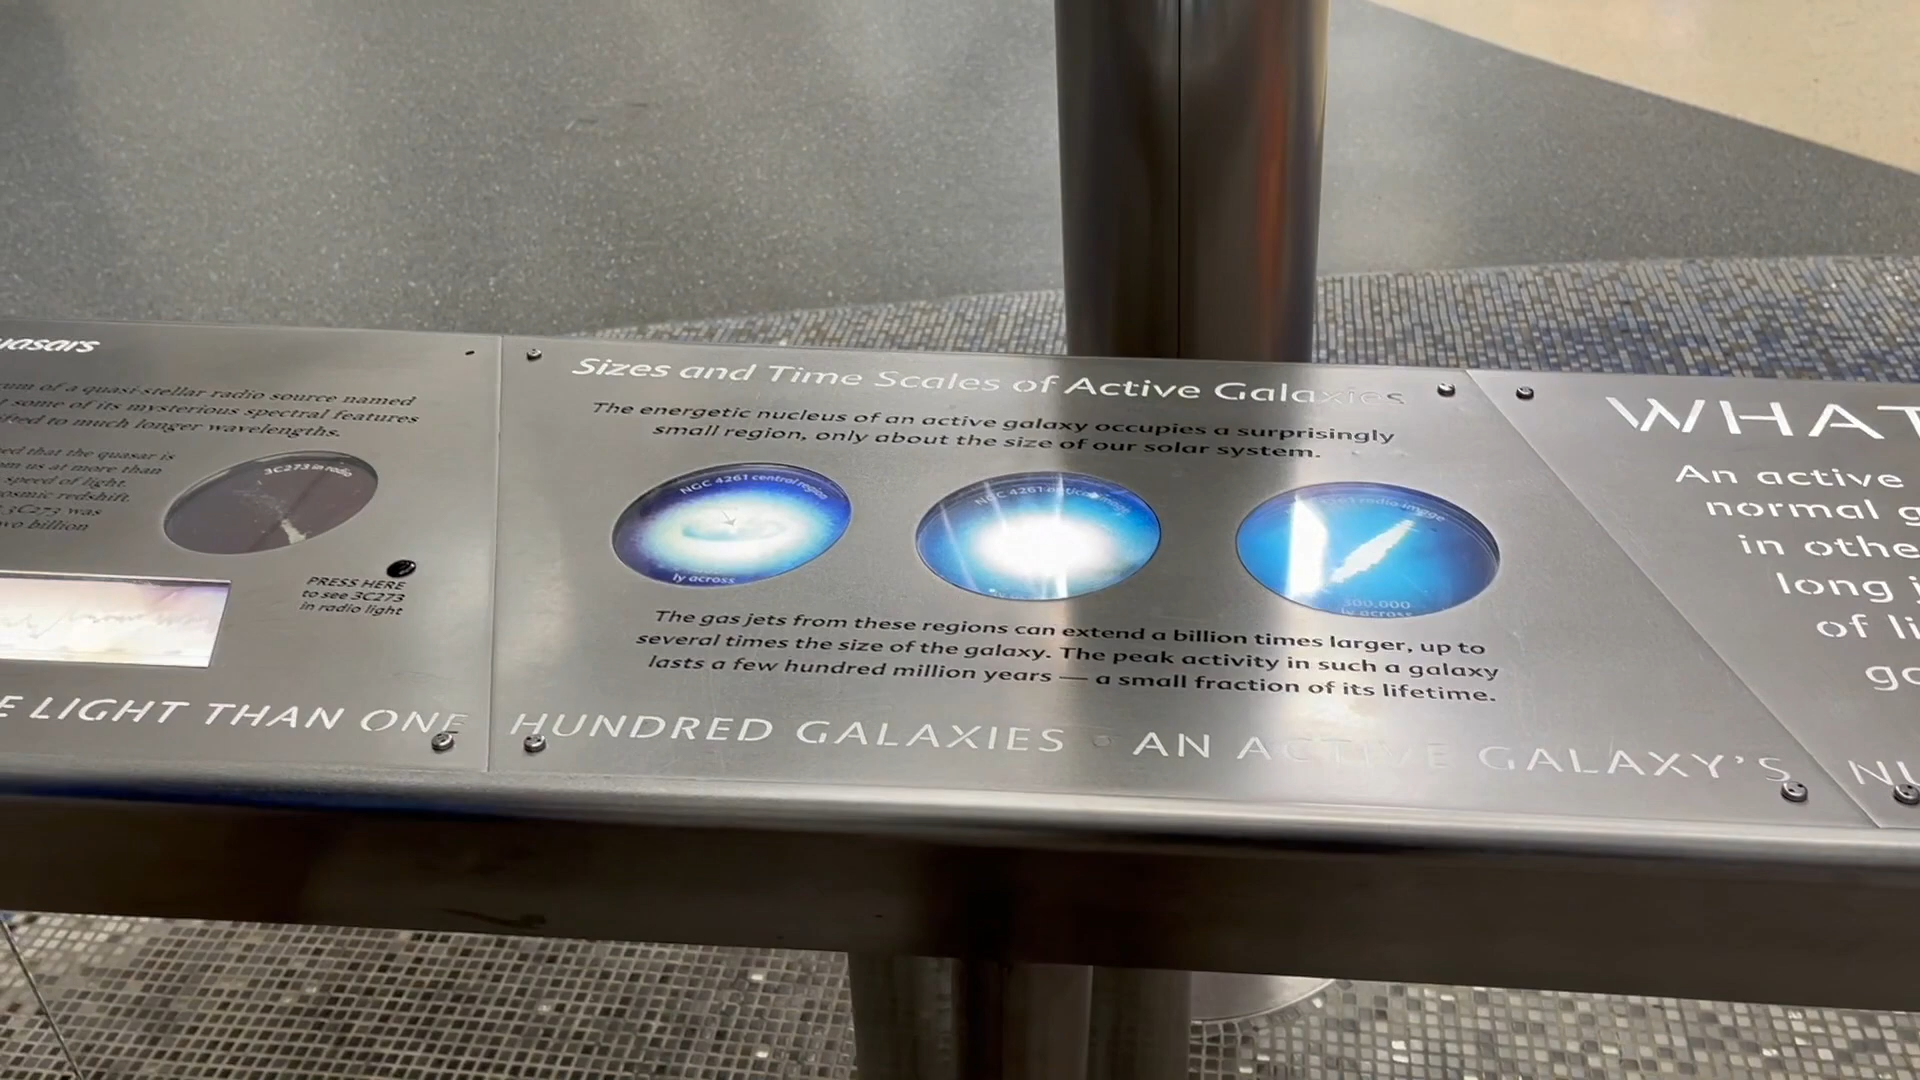 uasars
rum of a quasi-stellar radio source named
t some of its mysterious spectral features
ifted to much longer wavelengths.
ed that the quasar is
om us at more than
speed of light.
osmic redshift.
3C273 was
wo billion
3C273 in radio
PRESS HERE
to see 3C273
in radio light
E LIGHT THAN ONE
Sizes and Time Scales of Active Galaxies
The energetic nucleus of an active galaxy occupies a surprisingly
small region, only about the size of our solar system.
NGC 4261 central region
ly across
NGC 4261 optical image
4261 radio image
300,000
ly across
The gas jets from these regions can extend a billion times larger, up to
several times the size of the galaxy. The peak activity in such a galaxy
lasts a few hundred million years — a small fraction of its lifetime.
HUNDRED GALAXIES • AN ACTIVE GALAXY'S
WHAT
An active
normal g
in othe
long j
of li
go
NU